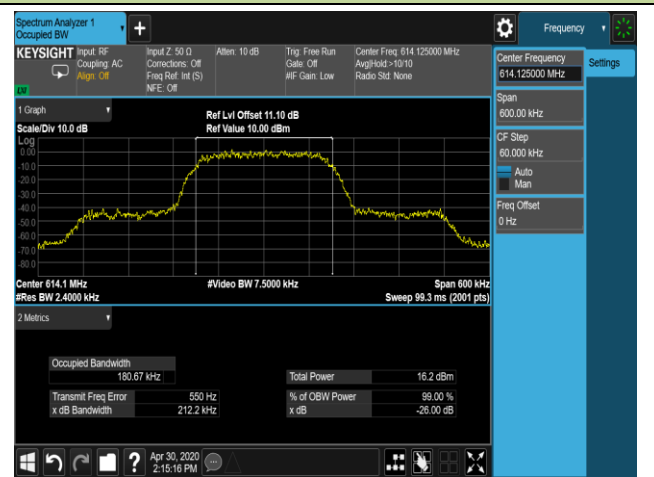 Spectrum Analyzer 1
Occupied BW
+
Frequency
KEYSIGHT
Input: RF
Coupling: AC
Align: Off
Input Z: 50 Ω
Corrections: Off
Freq Ref: Int (S)
NFE: Off
Atten: 10 dB
Trig: Free Run
Gate: Off
#IF Gain: Low
Center Freq: 614.125000 MHz
Avg|Hold:>10/10
Radio Std: None
Center Frequency
614.125000 MHz
Settings
Span
600.00 kHz
CF Step
60.000 kHz
Auto
Man
Freq Offset
0 Hz
1 Graph
Scale/Div 10.0 dB
Ref Lvl Offset 11.10 dB
Ref Value 10.00 dBm
Log
0.00
-10.0
-20.0
-30.0
-40.0
-50.0
-60.0
-70.0
-80.0
Center 614.1 MHz
#Video BW 7.5000 kHz
Span 600 kHz
#Res BW 2.4000 kHz
Sweep 99.3 ms (2001 pts)
2 Metrics
Occupied Bandwidth
180.67 kHz
Total Power 16.2 dBm
Transmit Freq Error 550 Hz
% of OBW Power 99.00 %
x dB Bandwidth 212.2 kHz
x dB -26.00 dB
?
Apr 30, 2020
2:15:16 PM